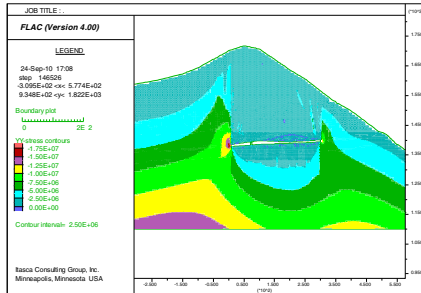 JOB TITLE : .
FLAC (Version 4.00)
LEGEND
24-Sep-10 17:08
step 146526
-3.095E+02 <x< 5.774E+02
9.348E+02 <y< 1.822E+03
Boundary plot
0 2E 2
YY-stress contours
-1.75E+07
-1.50E+07
-1.25E+07
-1.00E+07
-7.50E+06
-5.00E+06
-2.50E+06
0.00E+00
Contour interval= 2.50E+06
Itasca Consulting Group, Inc.
Minneapolis, Minnesota USA
(*10^3)
1.750
1.650
1.550
1.450
1.350
1.250
1.150
1.050
0.950
-2.500 -1.500 -0.500 0.500 1.500 2.500 3.500 4.500 5.500
(*10^2)